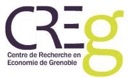 CREg
Centre de Recherche en
Economie de Grenoble